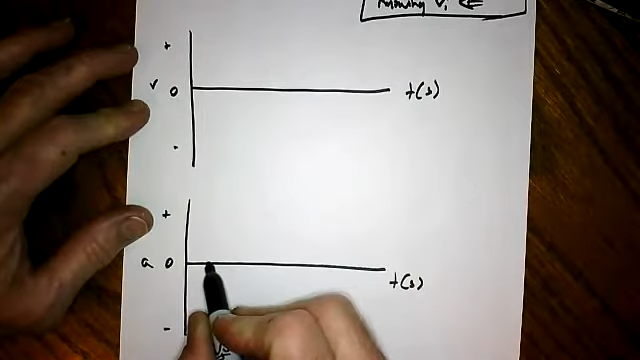 v,
+
v 0 t(s)
-
+
a 0 t(s)
-